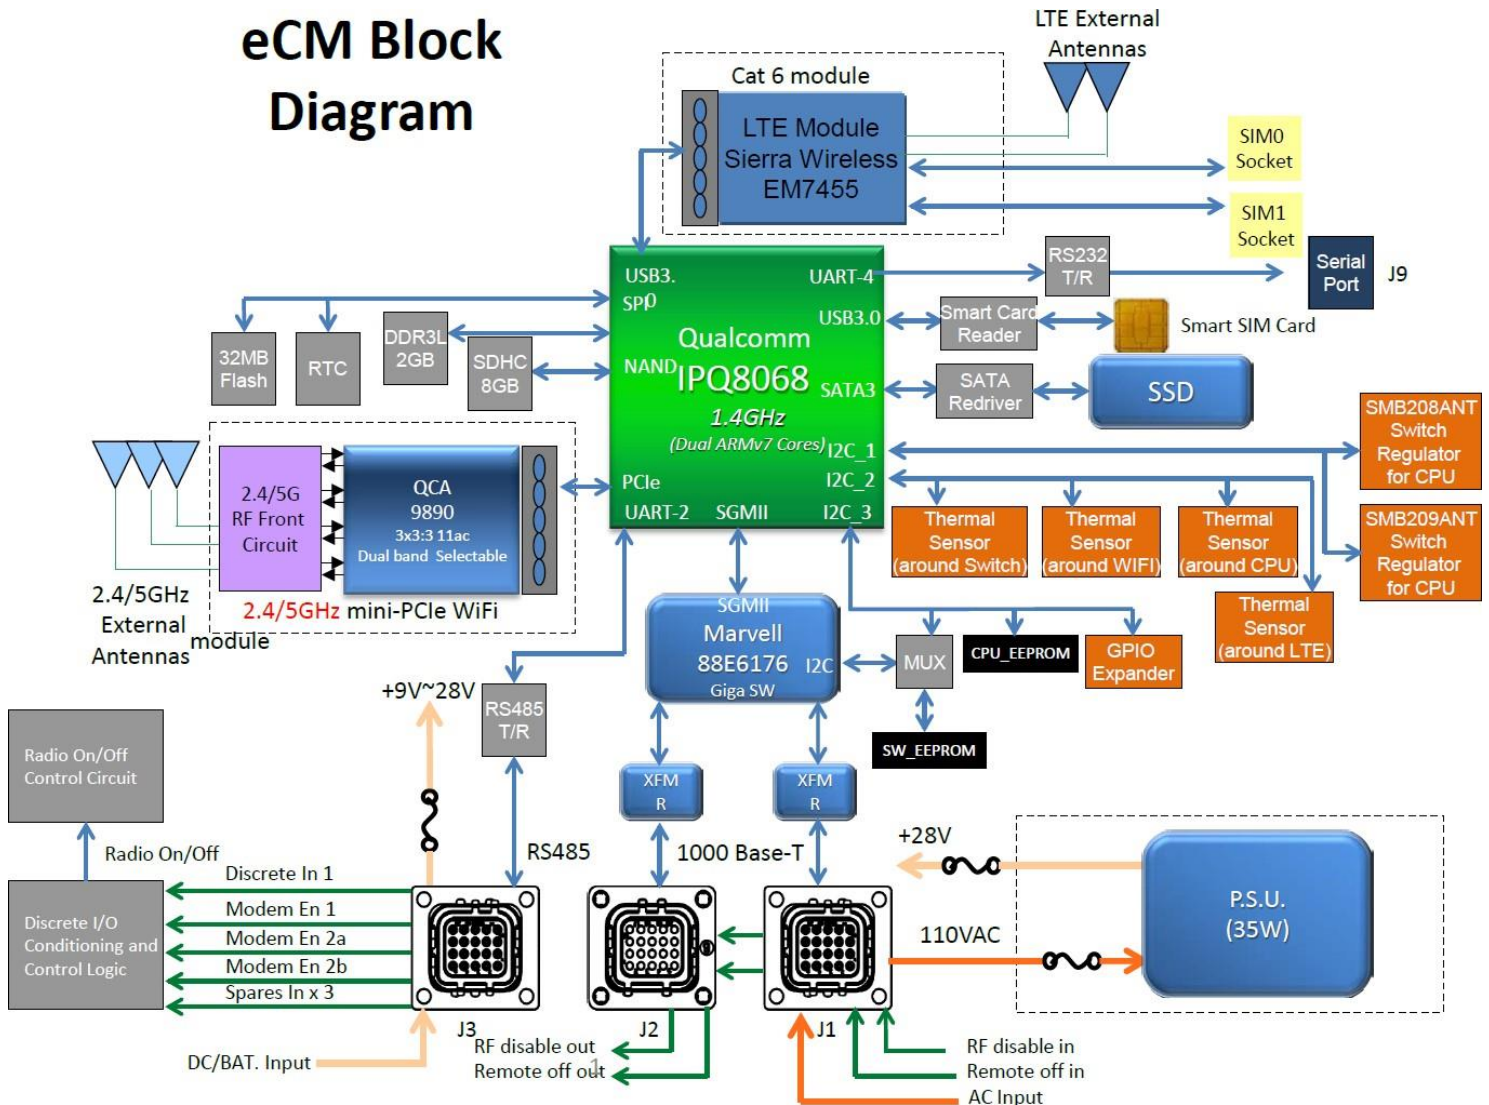 eCM Block
Diagram
LTE External
Antennas
Cat 6 module
LTE Module
Sierra Wireless
EM7455
SIM0
Socket
SIM1
Socket
USB3.
0
SPI
UART-4
RS232
T/R
Serial
Port
J9
USB3.0
Smart Card
Reader
Smart SIM Card
32MB
Flash
RTC
DDR3L
2GB
SDHC
8GB
NAND
Qualcomm
IPQ8068
1.4GHz
(Dual ARMv7 Cores)
SATA3
SATA
Redriver
SSD
I2C_1
I2C_2
I2C_3
SMB208ANT
Switch
Regulator
for CPU
SMB209ANT
Switch
Regulator
for CPU
PCIe
UART-2
SGMII
2.4/5G
RF Front
Circuit
QCA
9890
3x3:3 11ac
Dual band Selectable
2.4/5GHz mini-PCIe WiFi
module
2.4/5GHz
External
Antennas
Thermal
Sensor
(around Switch)
Thermal
Sensor
(around WIFI)
Thermal
Sensor
(around CPU)
Thermal
Sensor
(around LTE)
SGMII
Marvell
88E6176
Giga SW
I2C
MUX
CPU_EEPROM
GPIO
Expander
SW_EEPROM
+9V~28V
RS485
T/R
XFM
R
XFM
R
Radio On/Off
Control Circuit
Radio On/Off
RS485
1000 Base-T
+28V
Discrete I/O
Conditioning and
Control Logic
Discrete In 1
Modem En 1
Modem En 2a
Modem En 2b
Spares In x 3
110VAC
P.S.U.
(35W)
J3
J2
J1
DC/BAT. Input
RF disable out
Remote off out
1
RF disable in
Remote off in
AC Input